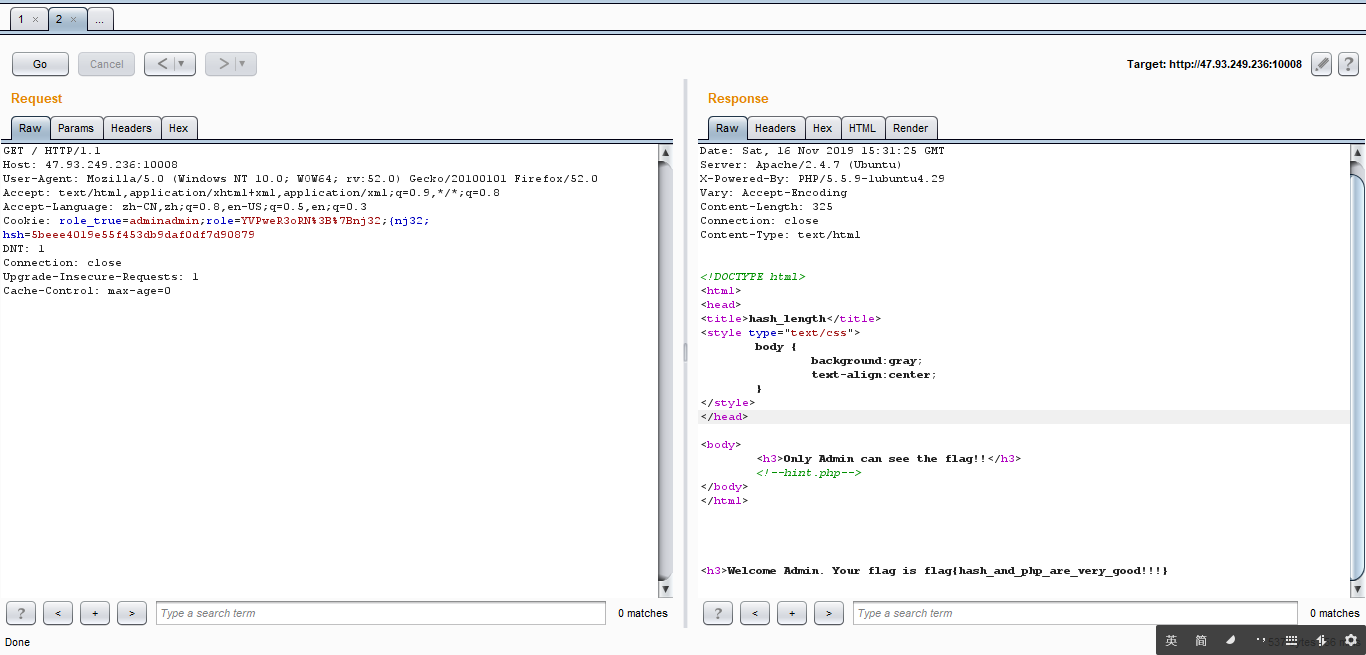 1 × 2 × ...
Go Cancel < ▼ > ▼ Target: http://47.93.249.236:10008 ?
Request
Raw Params Headers Hex
GET / HTTP/1.1
Host: 47.93.249.236:10008
User-Agent: Mozilla/5.0 (Windows NT 10.0; WOW64; rv:52.0) Gecko/20100101 Firefox/52.0
Accept: text/html,application/xhtml+xml,application/xml;q=0.9,*/*;q=0.8
Accept-Language: zh-CN,zh;q=0.8,en-US;q=0.5,en;q=0.3
Cookie: role_true=adminadmin;role=YVPweR3oRN%3B%7Bnj32;{nj32;
hsh=5beee4019e55f453db9daf0df7d90879
DNT: 1
Connection: close
Upgrade-Insecure-Requests: 1
Cache-Control: max-age=0
? < + > Type a search term 0 matches
Response
Raw Headers Hex HTML Render
Date: Sat, 16 Nov 2019 15:31:25 GMT
Server: Apache/2.4.7 (Ubuntu)
X-Powered-By: PHP/5.5.9-1ubuntu4.29
Vary: Accept-Encoding
Content-Length: 325
Connection: close
Content-Type: text/html
<!DOCTYPE html>
<html>
<head>
<title>hash_length</title>
<style type="text/css">
body {
background:gray;
text-align:center;
}
</style>
</head>
<body>
<h3>Only Admin can see the flag!!</h3>
<!--hint.php-->
</body>
</html>
<h3>Welcome Admin. Your flag is flag{hash_and_php_are_very_good!!!}
? < + > Type a search term 0 matches
Done
英 简